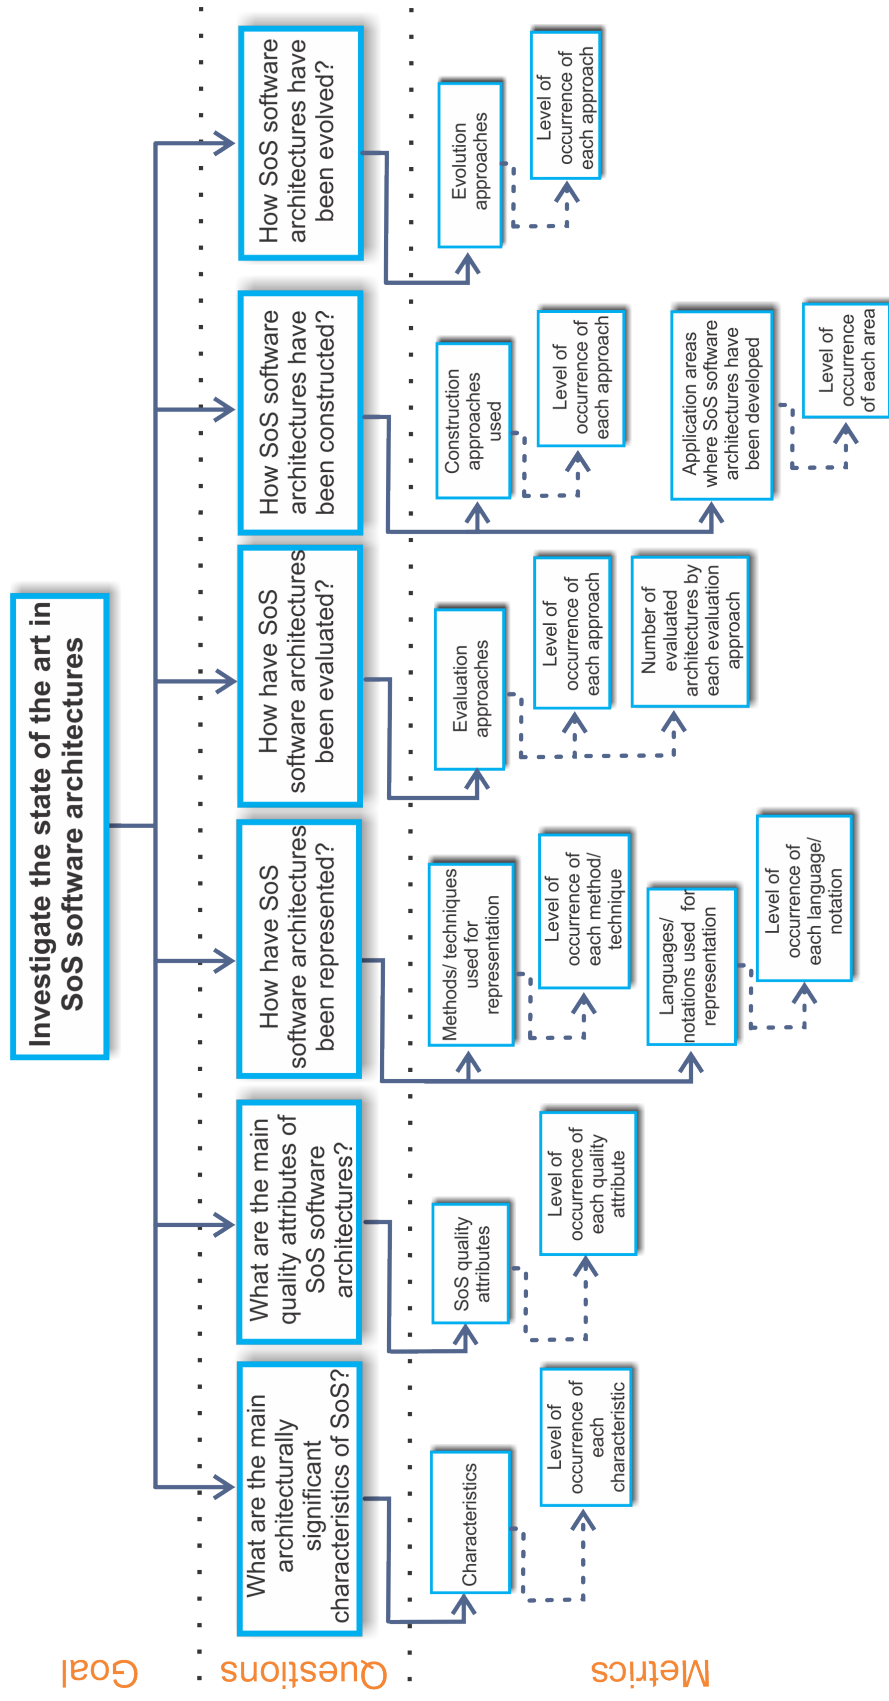 Goal
Investigate the state of the art in
SoS software architectures
Questions
What are the main
architecturally
significant
characteristics of SoS?
What are the main
quality attributes of
SoS software
architectures?
How have SoS
software architectures
been represented?
How have SoS
software architectures
been evaluated?
How SoS software
architectures have
been constructed?
How SoS software
architectures have
been evolved?
Metrics
Characteristics
Level of
occurrence of
each
characteristic
SoS quality
attributes
Level of
occurrence of
each quality
attribute
Methods/ techniques
used for
representation
Level of
occurrence of
each method/
technique
Languages/
notations used for
representation
Level of
occurrence of
each language/
notation
Evaluation
approaches
Level of
occurrence of
each approach
Number of
evaluated
architectures by
each evaluation
approach
Construction
approaches
used
Level of
occurrence of
each approach
Application areas
where SoS software
architectures have
been developed
Level of
occurrence
of each area
Evolution
approaches
Level of
occurrence of
each approach